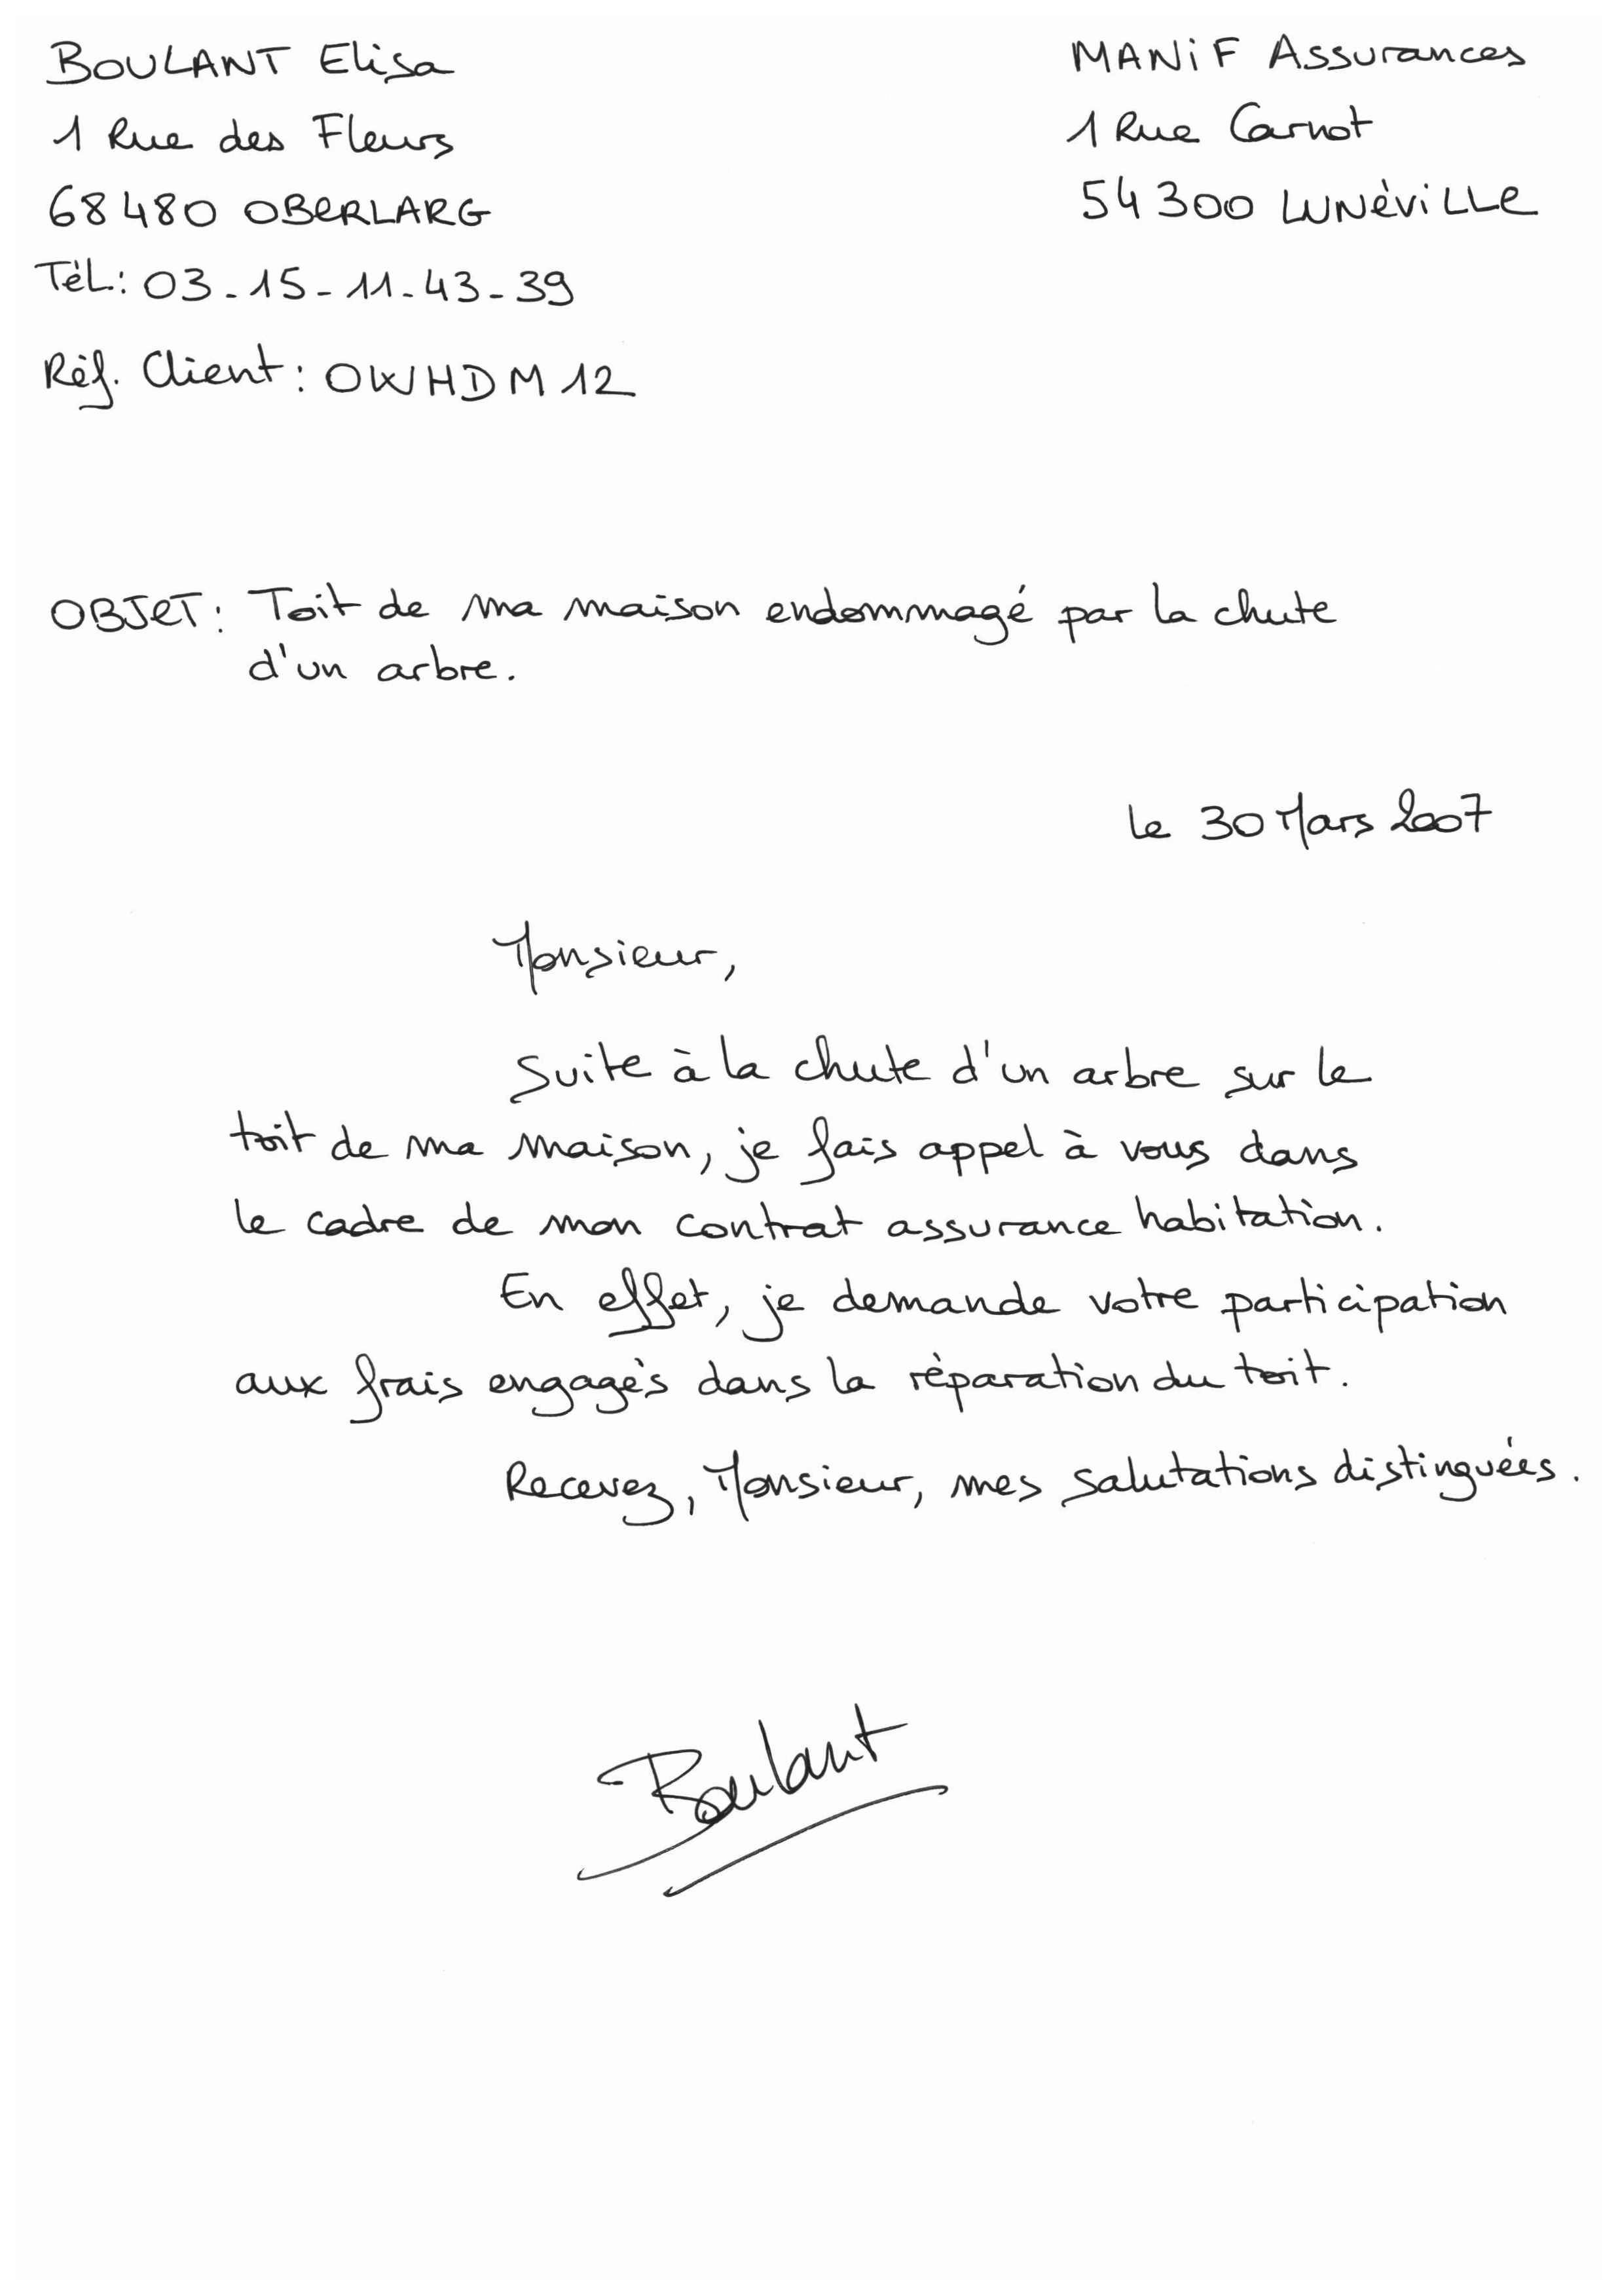 BOULANT Elisa
1 Rue des Fleurs
68480 OBERLARG
Tél.: 03-15-11-43-39
Réf. Client: OWHDM12
MANiF Assurances
1 Rue Carnot
54300 LUNéViLLe
OBJeT: Toit de ma maison endommagé par la chute
d'un arbre.
le 30 Mars 2007
Monsieur,
Suite à la chute d'un arbre sur le
toit de ma maison, je fais appel à vous dans
le cadre de mon contrat assurance habitation.
En effet, je demande votre participation
aux frais engagés dans la réparation du toit.
Recevez, Monsieur, mes salutations distinguées.
Boulant